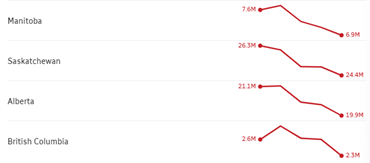 Manitoba 7.6M 6.9M
Saskatchewan 26.3M 24.4M
Alberta 21.1M 19.9M
British Columbia 2.6M 2.3M